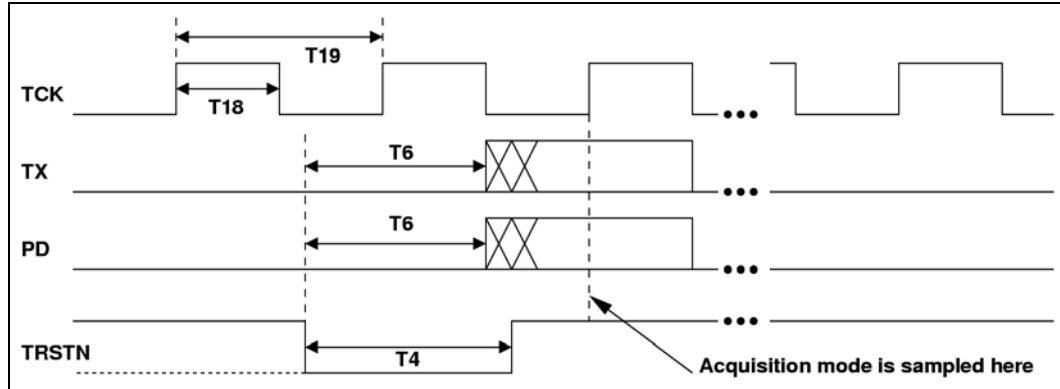 T19
TCK
T18
T6
TX
T6
PD
TRSTN
T4
Acquisition mode is sampled here